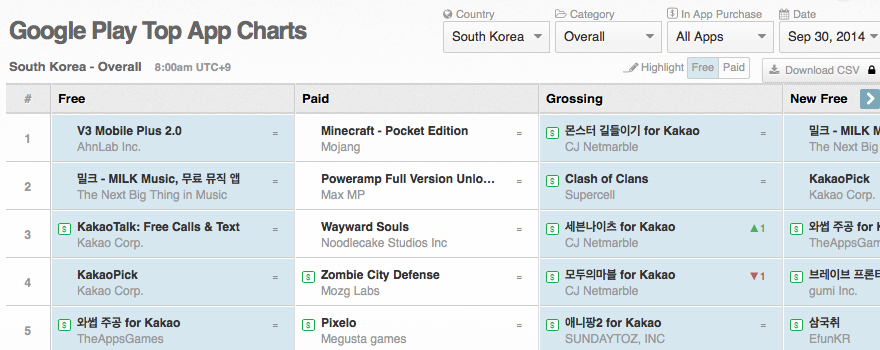 Google Play Top App Charts
Country
Category
In App Purchase
Date
South Korea
Overall
All Apps
Sep 30, 2014
South Korea - Overall 8:00am UTC+9
Highlight Free Paid
Download CSV
# Free Paid Grossing New Free
1
V3 Mobile Plus 2.0 =
AhnLab Inc.
Minecraft - Pocket Edition =
Mojang
몬스터 길들이기 for Kakao =
CJ Netmarble
밀크 - MILK M
The Next Big
2
밀크 - MILK Music, 무료 뮤직 앱 =
The Next Big Thing in Music
Poweramp Full Version Unlo... =
Max MP
Clash of Clans =
Supercell
KakaoPick
Kakao Corp.
3
KakaoTalk: Free Calls & Text =
Kakao Corp.
Wayward Souls =
Noodlecake Studios Inc
세븐나이츠 for Kakao ▲1
CJ Netmarble
와썹 주공 for K
TheAppsGam
4
KakaoPick =
Kakao Corp.
Zombie City Defense =
Mozg Labs
모두의마블 for Kakao ▼1
CJ Netmarble
브레이브 프론트
gumi Inc.
5
와썹 주공 for Kakao =
TheAppsGames
Pixelo =
Megusta games
애니팡2 for Kakao =
SUNDAYTOZ, INC
삼국취
EfunKR